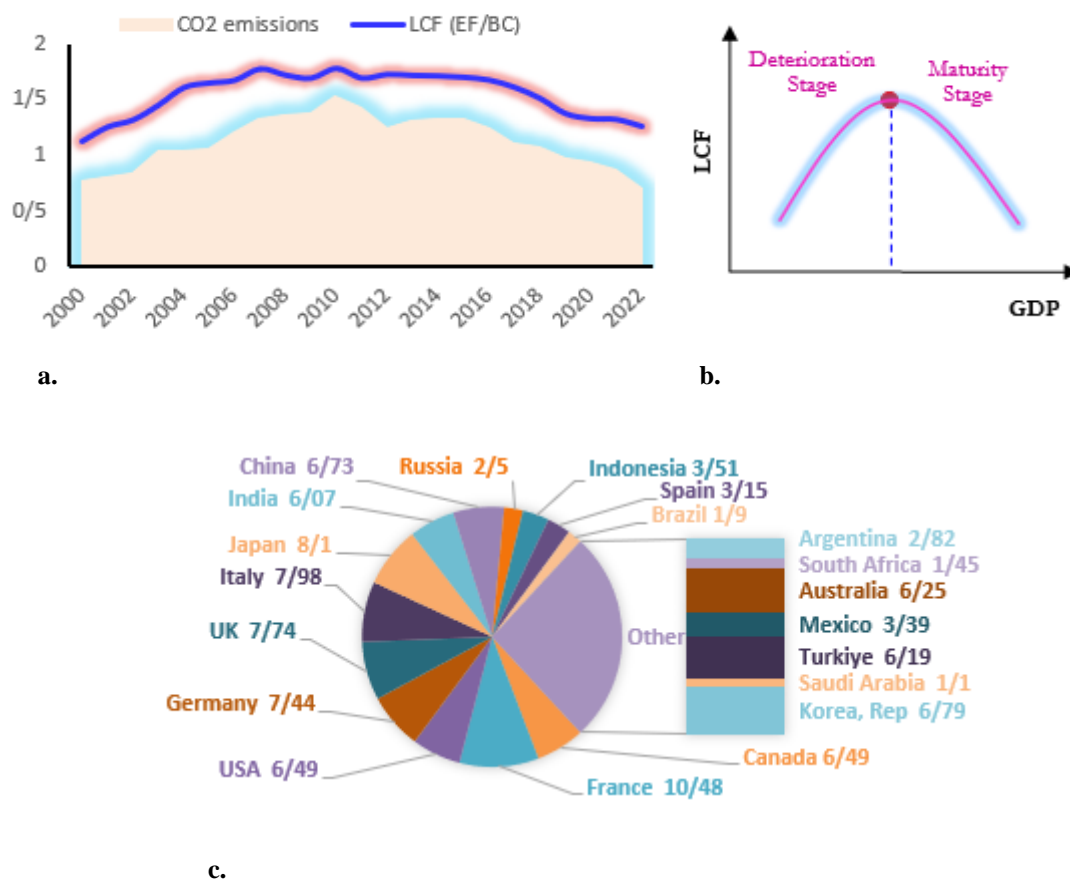 CO2 emissions LCF (EF/BC)
2
1/5
1
0/5
0
2000 2002 2004 2006 2008 2010 2012 2014 2016 2018 2020 2022
a.
Deterioration
Stage
Maturity
Stage
LCF
GDP
b.
China 6/73
Russia 2/5
Indonesia 3/51
Spain 3/15
Brazil 1/9
India 6/07
Japan 8/1
Italy 7/98
UK 7/74
Germany 7/44
USA 6/49
France 10/48
Canada 6/49
Other
Argentina 2/82
South Africa 1/45
Australia 6/25
Mexico 3/39
Turkiye 6/19
Saudi Arabia 1/1
Korea, Rep 6/79
c.